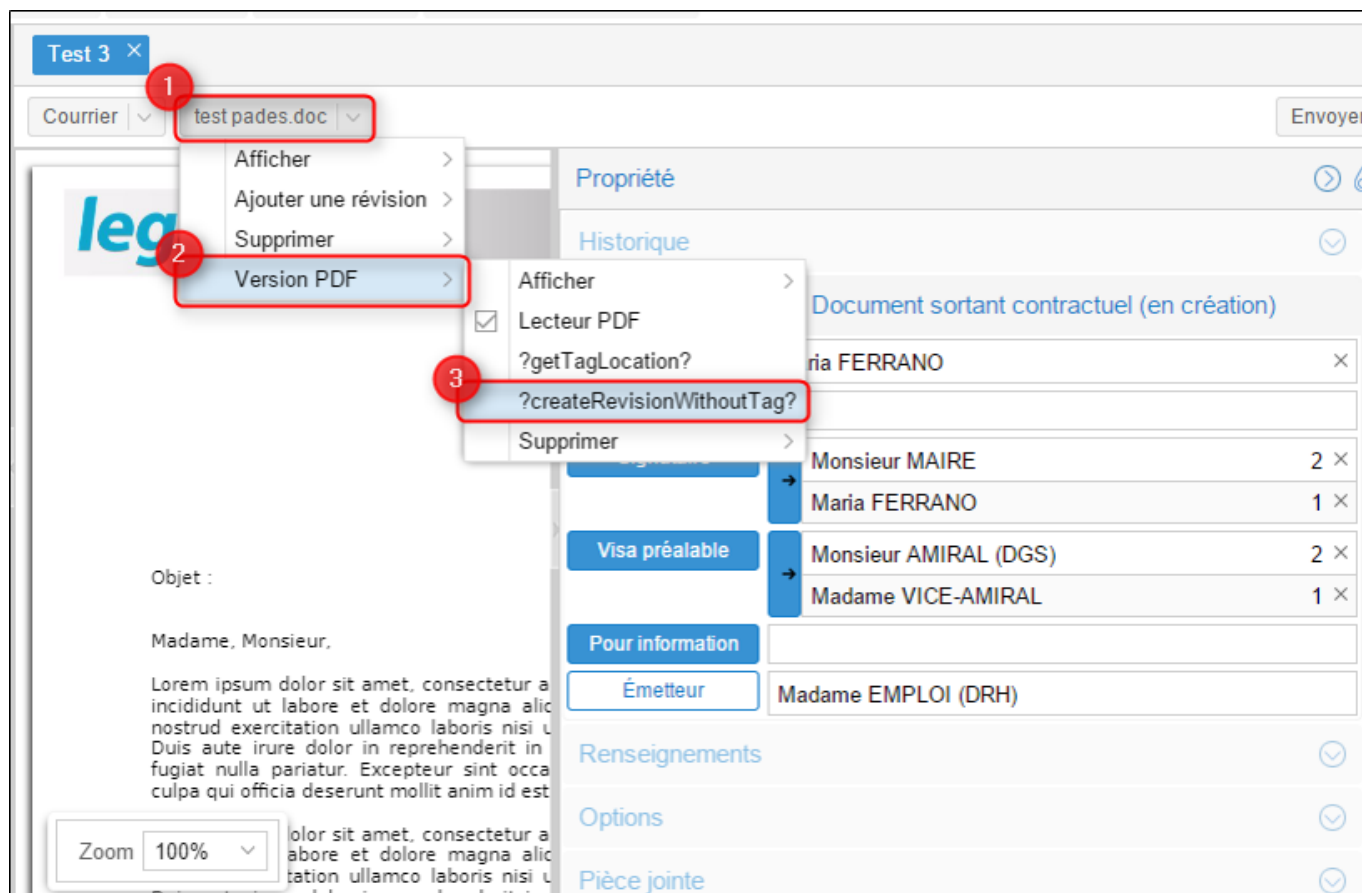 Test 3 ×
1
Courrier
test pades.doc
Envoyer
Afficher
Ajouter une révision
Supprimer
2
Version PDF
leg
Afficher
Lecteur PDF
?getTagLocation?
3
?createRevisionWithoutTag?
Supprimer
Propriété
Historique
Document sortant contractuel (en création)
ria FERRANO ×
Monsieur MAIRE 2 ×
Maria FERRANO 1 ×
Visa préalable
Monsieur AMIRAL (DGS) 2 ×
Madame VICE-AMIRAL 1 ×
Pour information
Émetteur
Madame EMPLOI (DRH)
Renseignements
Options
Pièce jointe
Objet :
Madame, Monsieur,
Lorem ipsum dolor sit amet, consectetur a
incididunt ut labore et dolore magna alic
nostrud exercitation ullamco laboris nisi u
Duis aute irure dolor in reprehenderit in
fugiat nulla pariatur. Excepteur sint occa
culpa qui officia deserunt mollit anim id est
olor sit amet, consectetur a
abore et dolore magna alic
tation ullamco laboris nisi u
Zoom 100%